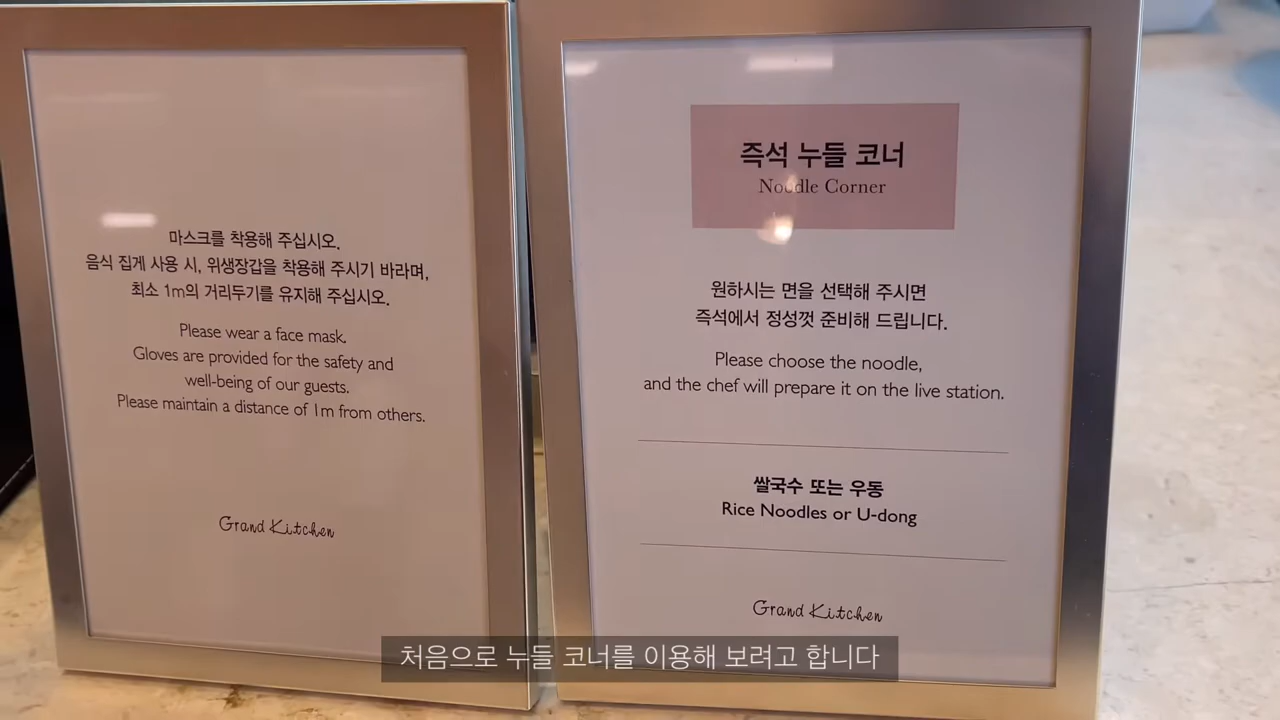 마스크를 착용해 주십시오.
음식 집게 사용 시, 위생장갑을 착용해 주시기 바라며,
최소 1m의 거리두기를 유지해 주십시오.
Please wear a face mask.
Gloves are provided for the safety and
well-being of our guests.
Please maintain a distance of 1m from others.
Grand Kitchen
즉석 누들 코너
Noodle Corner
원하시는 면을 선택해 주시면
즉석에서 정성껏 준비해 드립니다.
Please choose the noodle,
and the chef will prepare it on the live station.
쌀국수 또는 우동
Rice Noodles or U-dong
Grand Kitchen
처음으로 누들 코너를 이용해 보려고 합니다